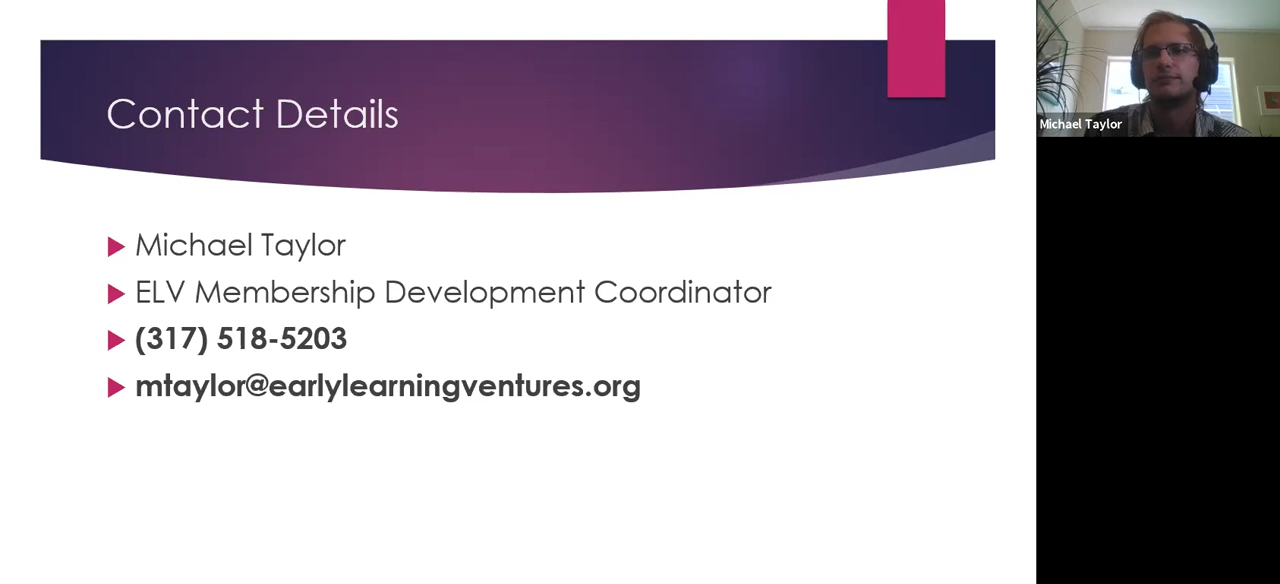 Contact Details
Michael Taylor
ELV Membership Development Coordinator
(317) 518-5203
mtaylor@earlylearningventures.org
Michael Taylor